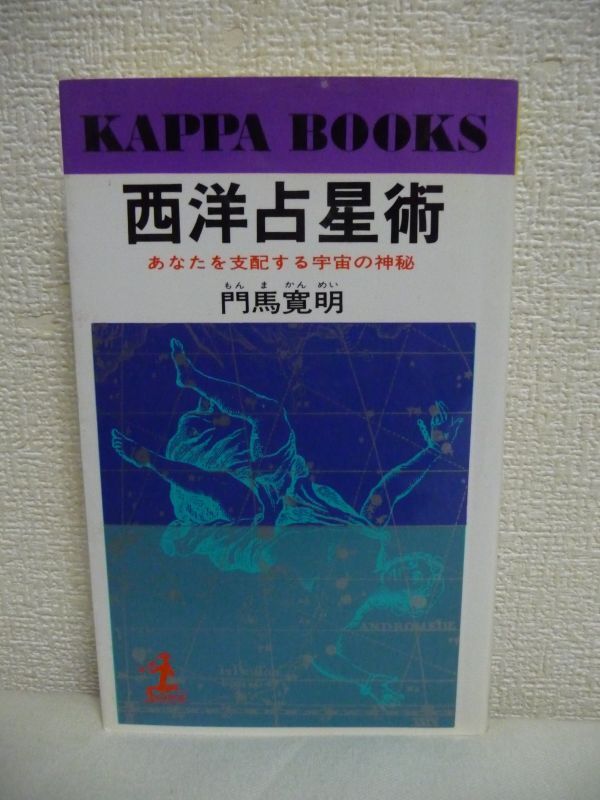 KAPPA BOOKS
西洋占星術
あなたを支配する宇宙の神秘
もん ま かん めい
門馬寛明
ANDROMEDE